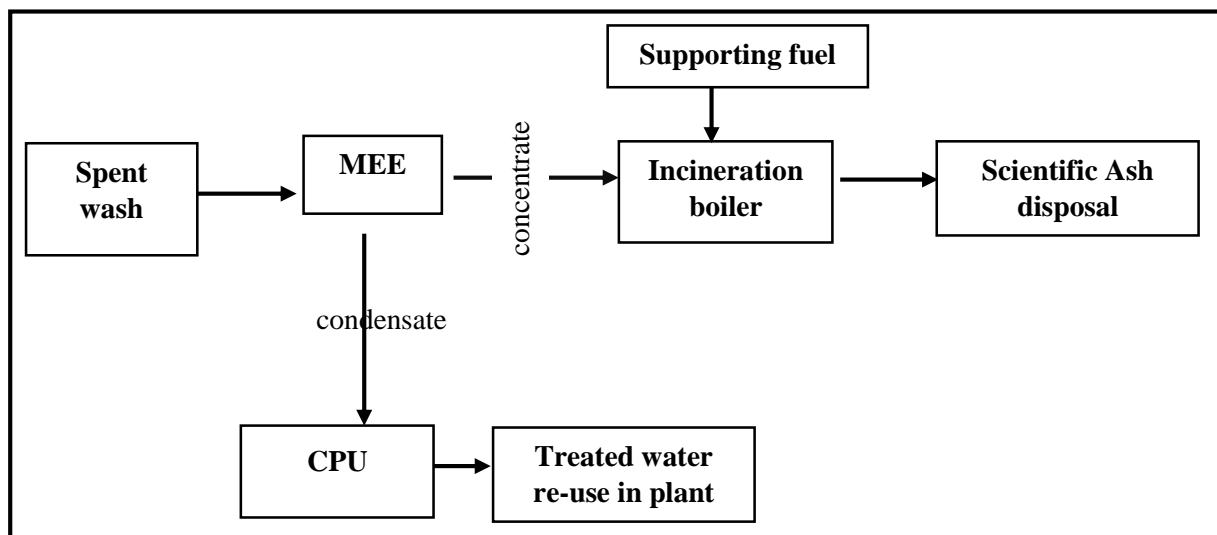 Supporting fuel
Spent
wash
MEE
concentrate
Incineration
boiler
Scientific Ash
disposal
condensate
CPU
Treated water
re-use in plant